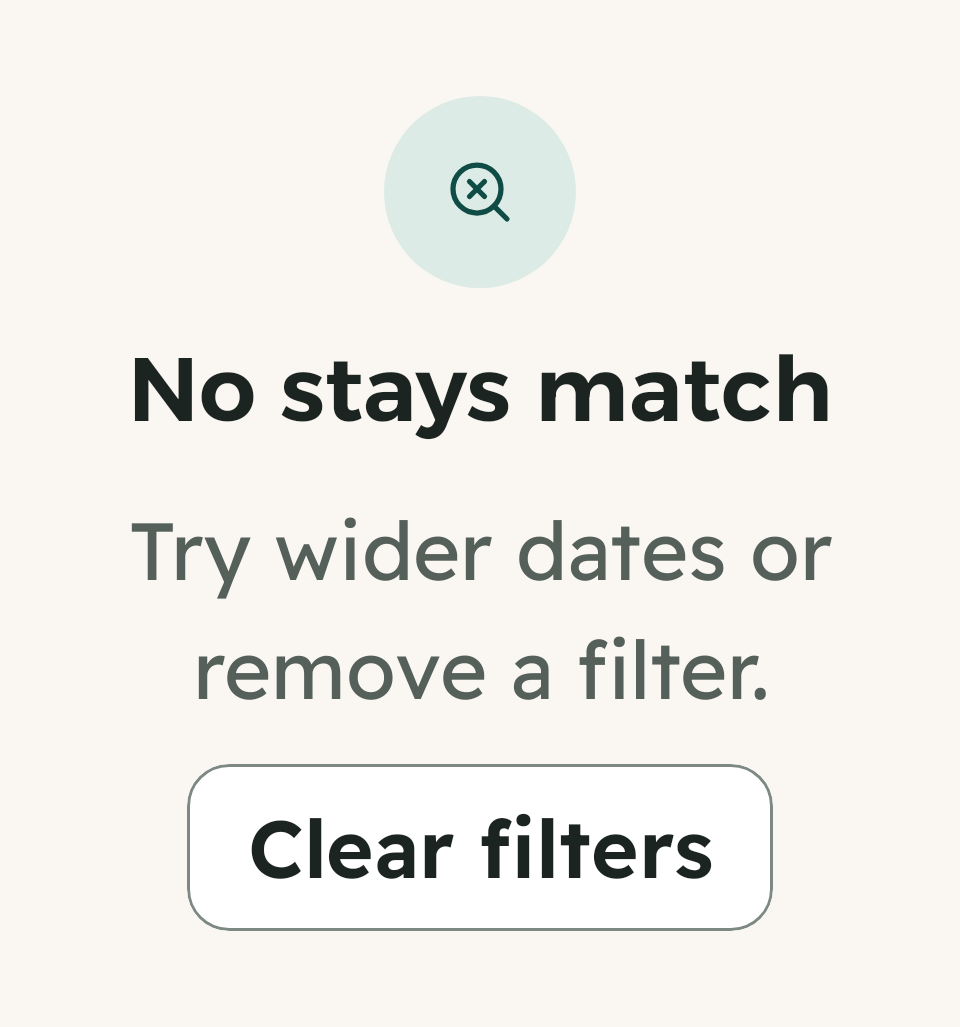 No stays match
Try wider dates or
remove a filter.
Clear filters